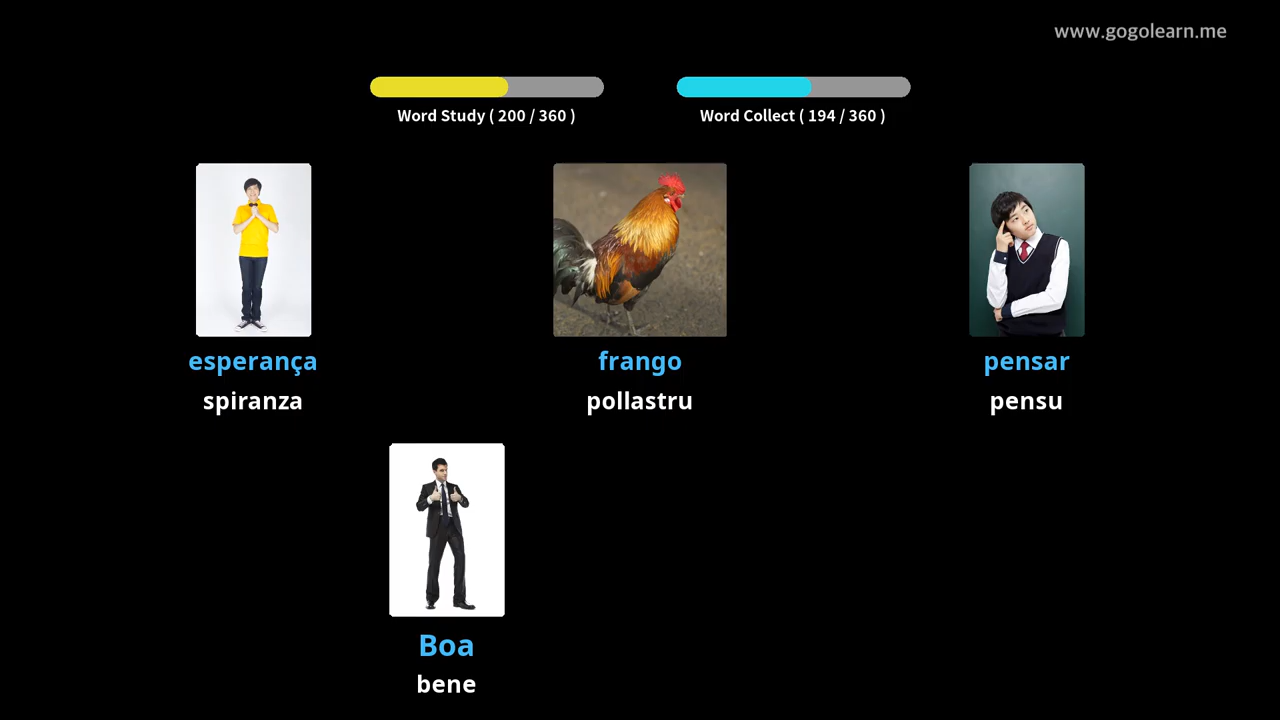 www.gogolearn.me
Word Study ( 200 / 360 )
Word Collect ( 194 / 360 )
esperança
spiranza
frango
pollastru
pensar
pensu
Boa
bene